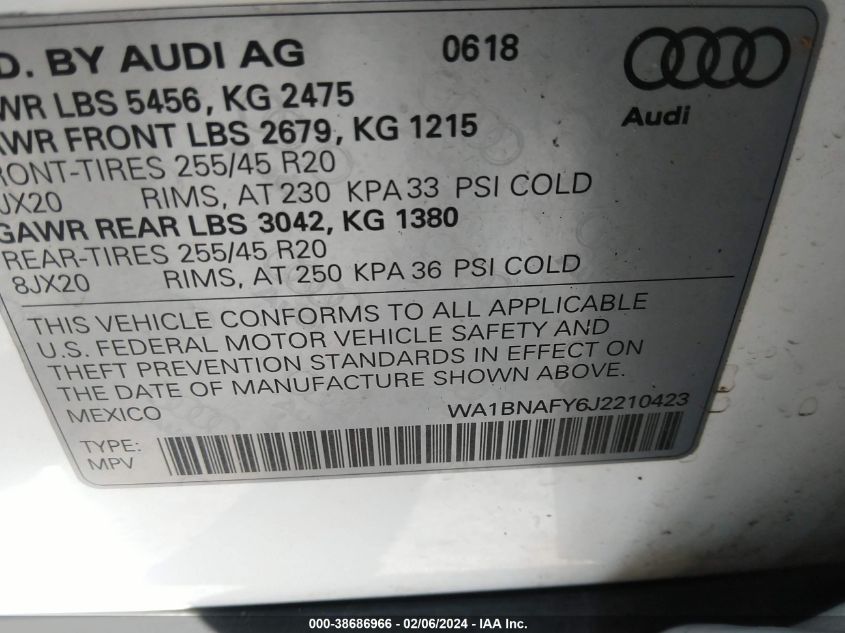 D. BY AUDI AG 0618
WR LBS 5456, KG 2475
Audi
WR FRONT LBS 2679, KG 1215
RONT-TIRES 255/45 R20
JX20 RIMS, AT 230 KPA 33 PSI COLD
GAWR REAR LBS 3042, KG 1380
REAR-TIRES 255/45 R20
8JX20 RIMS, AT 250 KPA 36 PSI COLD
THIS VEHICLE CONFORMS TO ALL APPLICABLE
U.S. FEDERAL MOTOR VEHICLE SAFETY AND
THEFT PREVENTION STANDARDS IN EFFECT ON
THE DATE OF MANUFACTURE SHOWN ABOVE.
MEXICO WA1BNAFY6J2210423
TYPE:
MPV
000-38686966 - 02/06/2024 - IAA Inc.